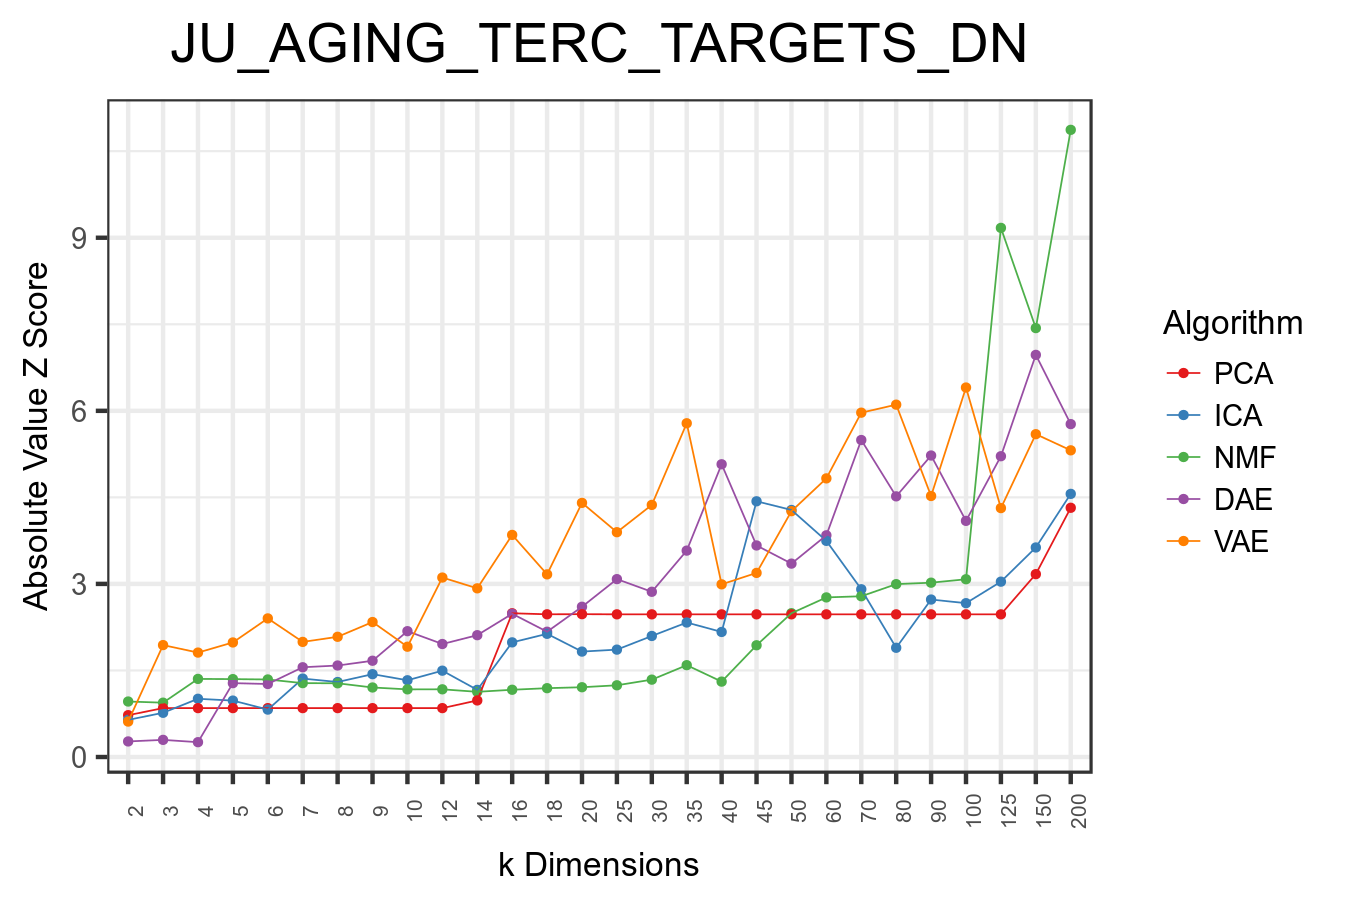 JU_AGING_TERC_TARGETS_DN
Absolute Value Z Score
9
6
3
0
2 3 4 5 6 7 8 9 10 12 14 16 18 20 25 30 35 40 45 50 60 70 80 90 100 125 150 200
k Dimensions
Algorithm
PCA
ICA
NMF
DAE
VAE